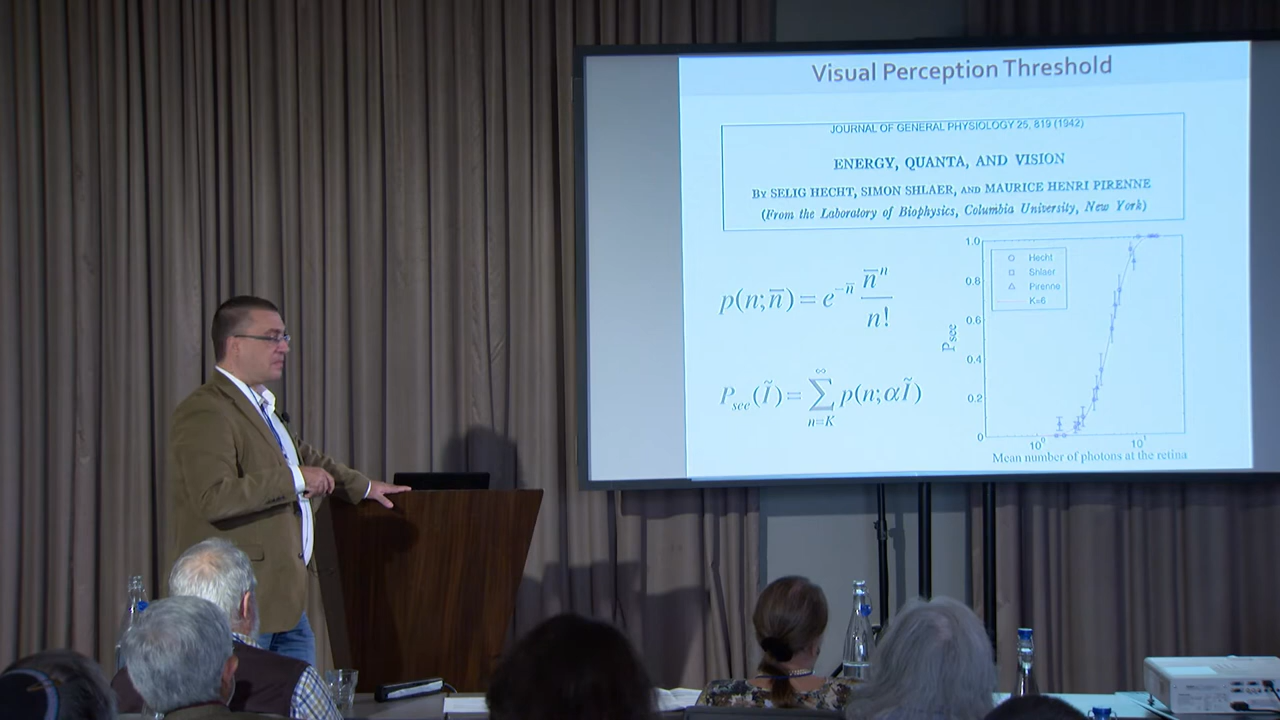 Visual Perception Threshold
JOURNAL OF GENERAL PHYSIOLOGY 25, 819 (1942)
ENERGY, QUANTA, AND VISION
BY SELIG HECHT, SIMON SHLAER, AND MAURICE HENRI PIRENNE
(From the Laboratory of Biophysics, Columbia University, New York)
p(n;n̅) = e^{-n̅} n̅^n / n!
P_see(Ĩ) = ∑_{n=K}^{∞} p(n;αĨ)
1.0
0.8
0.6
0.4
0.2
0
P_see
Hecht
Shlaer
Pirenne
K=6
10^0
10^1
Mean number of photons at the retina